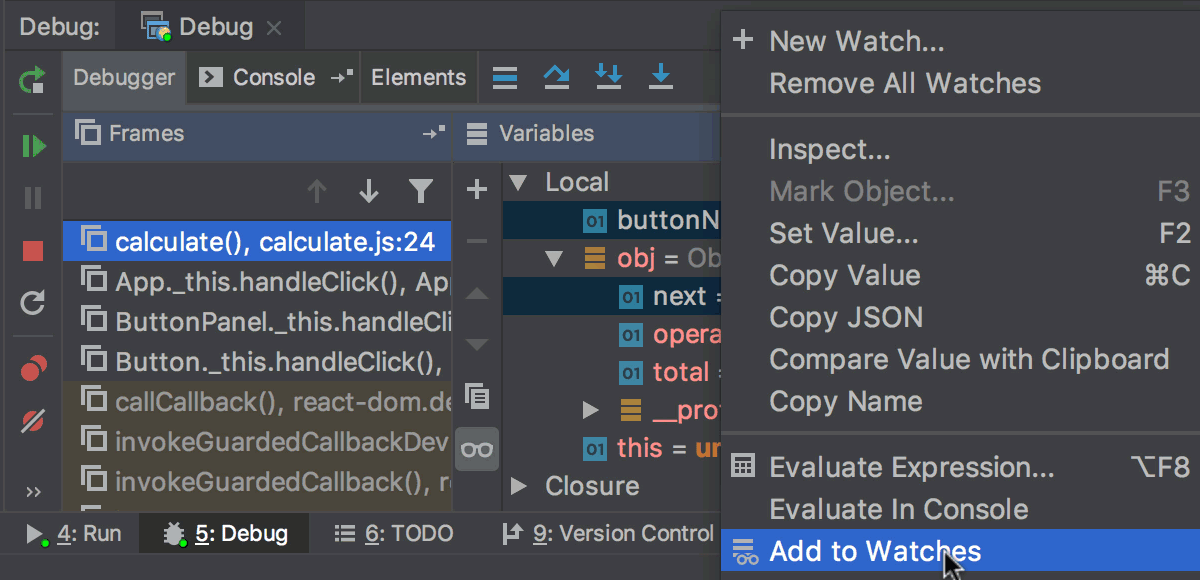 Debug: Debug
Debugger Console Elements
Frames
Variables
calculate(), calculate.js:24
App._this.handleClick(), Ap
ButtonPanel._this.handleCli
Button._this.handleClick(),
callCallback(), react-dom.de
invokeGuardedCallbackDev
invokeGuardedCallback(), re
Local
01 buttonN
obj = Ob
01 next =
01 opera
01 total =
__pro
01 this = un
Closure
New Watch...
Remove All Watches
Inspect...
Mark Object... F3
Set Value... F2
Copy Value ⌘C
Copy JSON
Compare Value with Clipboard
Copy Name
Evaluate Expression... ⌥F8
Evaluate In Console
Add to Watches
4: Run 5: Debug 6: TODO 9: Version Control